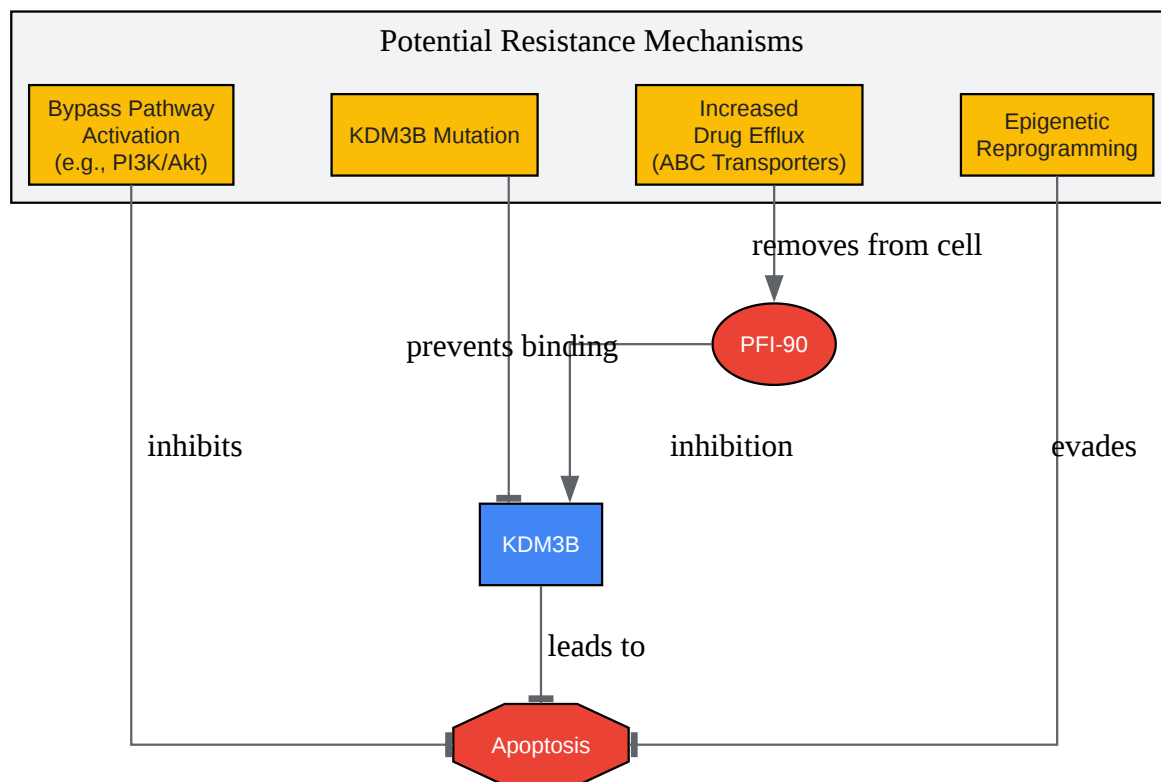 Potential Resistance Mechanisms
Bypass Pathway
Activation
(e.g., PI3K/Akt)
KDM3B Mutation
Increased
Drug Efflux
(ABC Transporters)
Epigenetic
Reprogramming
removes from cell
prevents binding
PFI-90
inhibits
inhibition
evades
KDM3B
leads to
Apoptosis